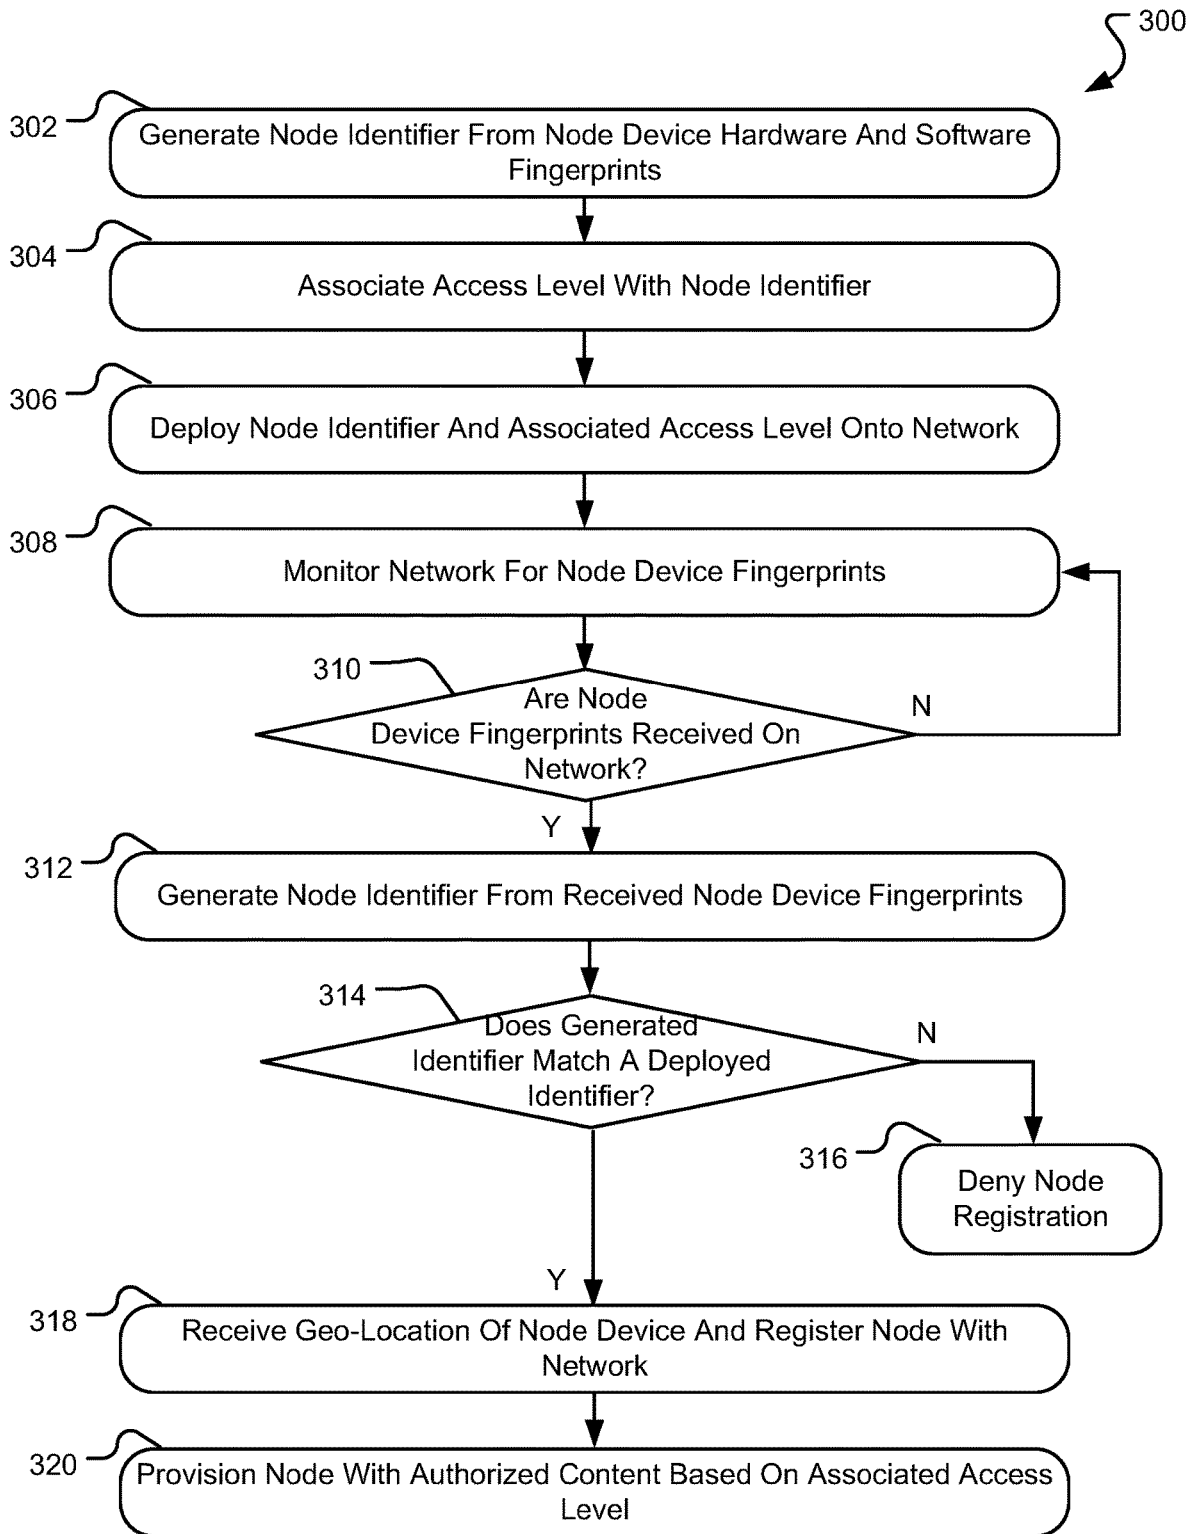 300
302
Generate Node Identifier From Node Device Hardware And Software
Fingerprints
304
Associate Access Level With Node Identifier
306
Deploy Node Identifier And Associated Access Level Onto Network
308
Monitor Network For Node Device Fingerprints
310
Are Node
Device Fingerprints Received On
Network?
N
Y
312
Generate Node Identifier From Received Node Device Fingerprints
314
Does Generated
Identifier Match A Deployed
Identifier?
N
316
Deny Node
Registration
Y
318
Receive Geo-Location Of Node Device And Register Node With
Network
320
Provision Node With Authorized Content Based On Associated Access
Level